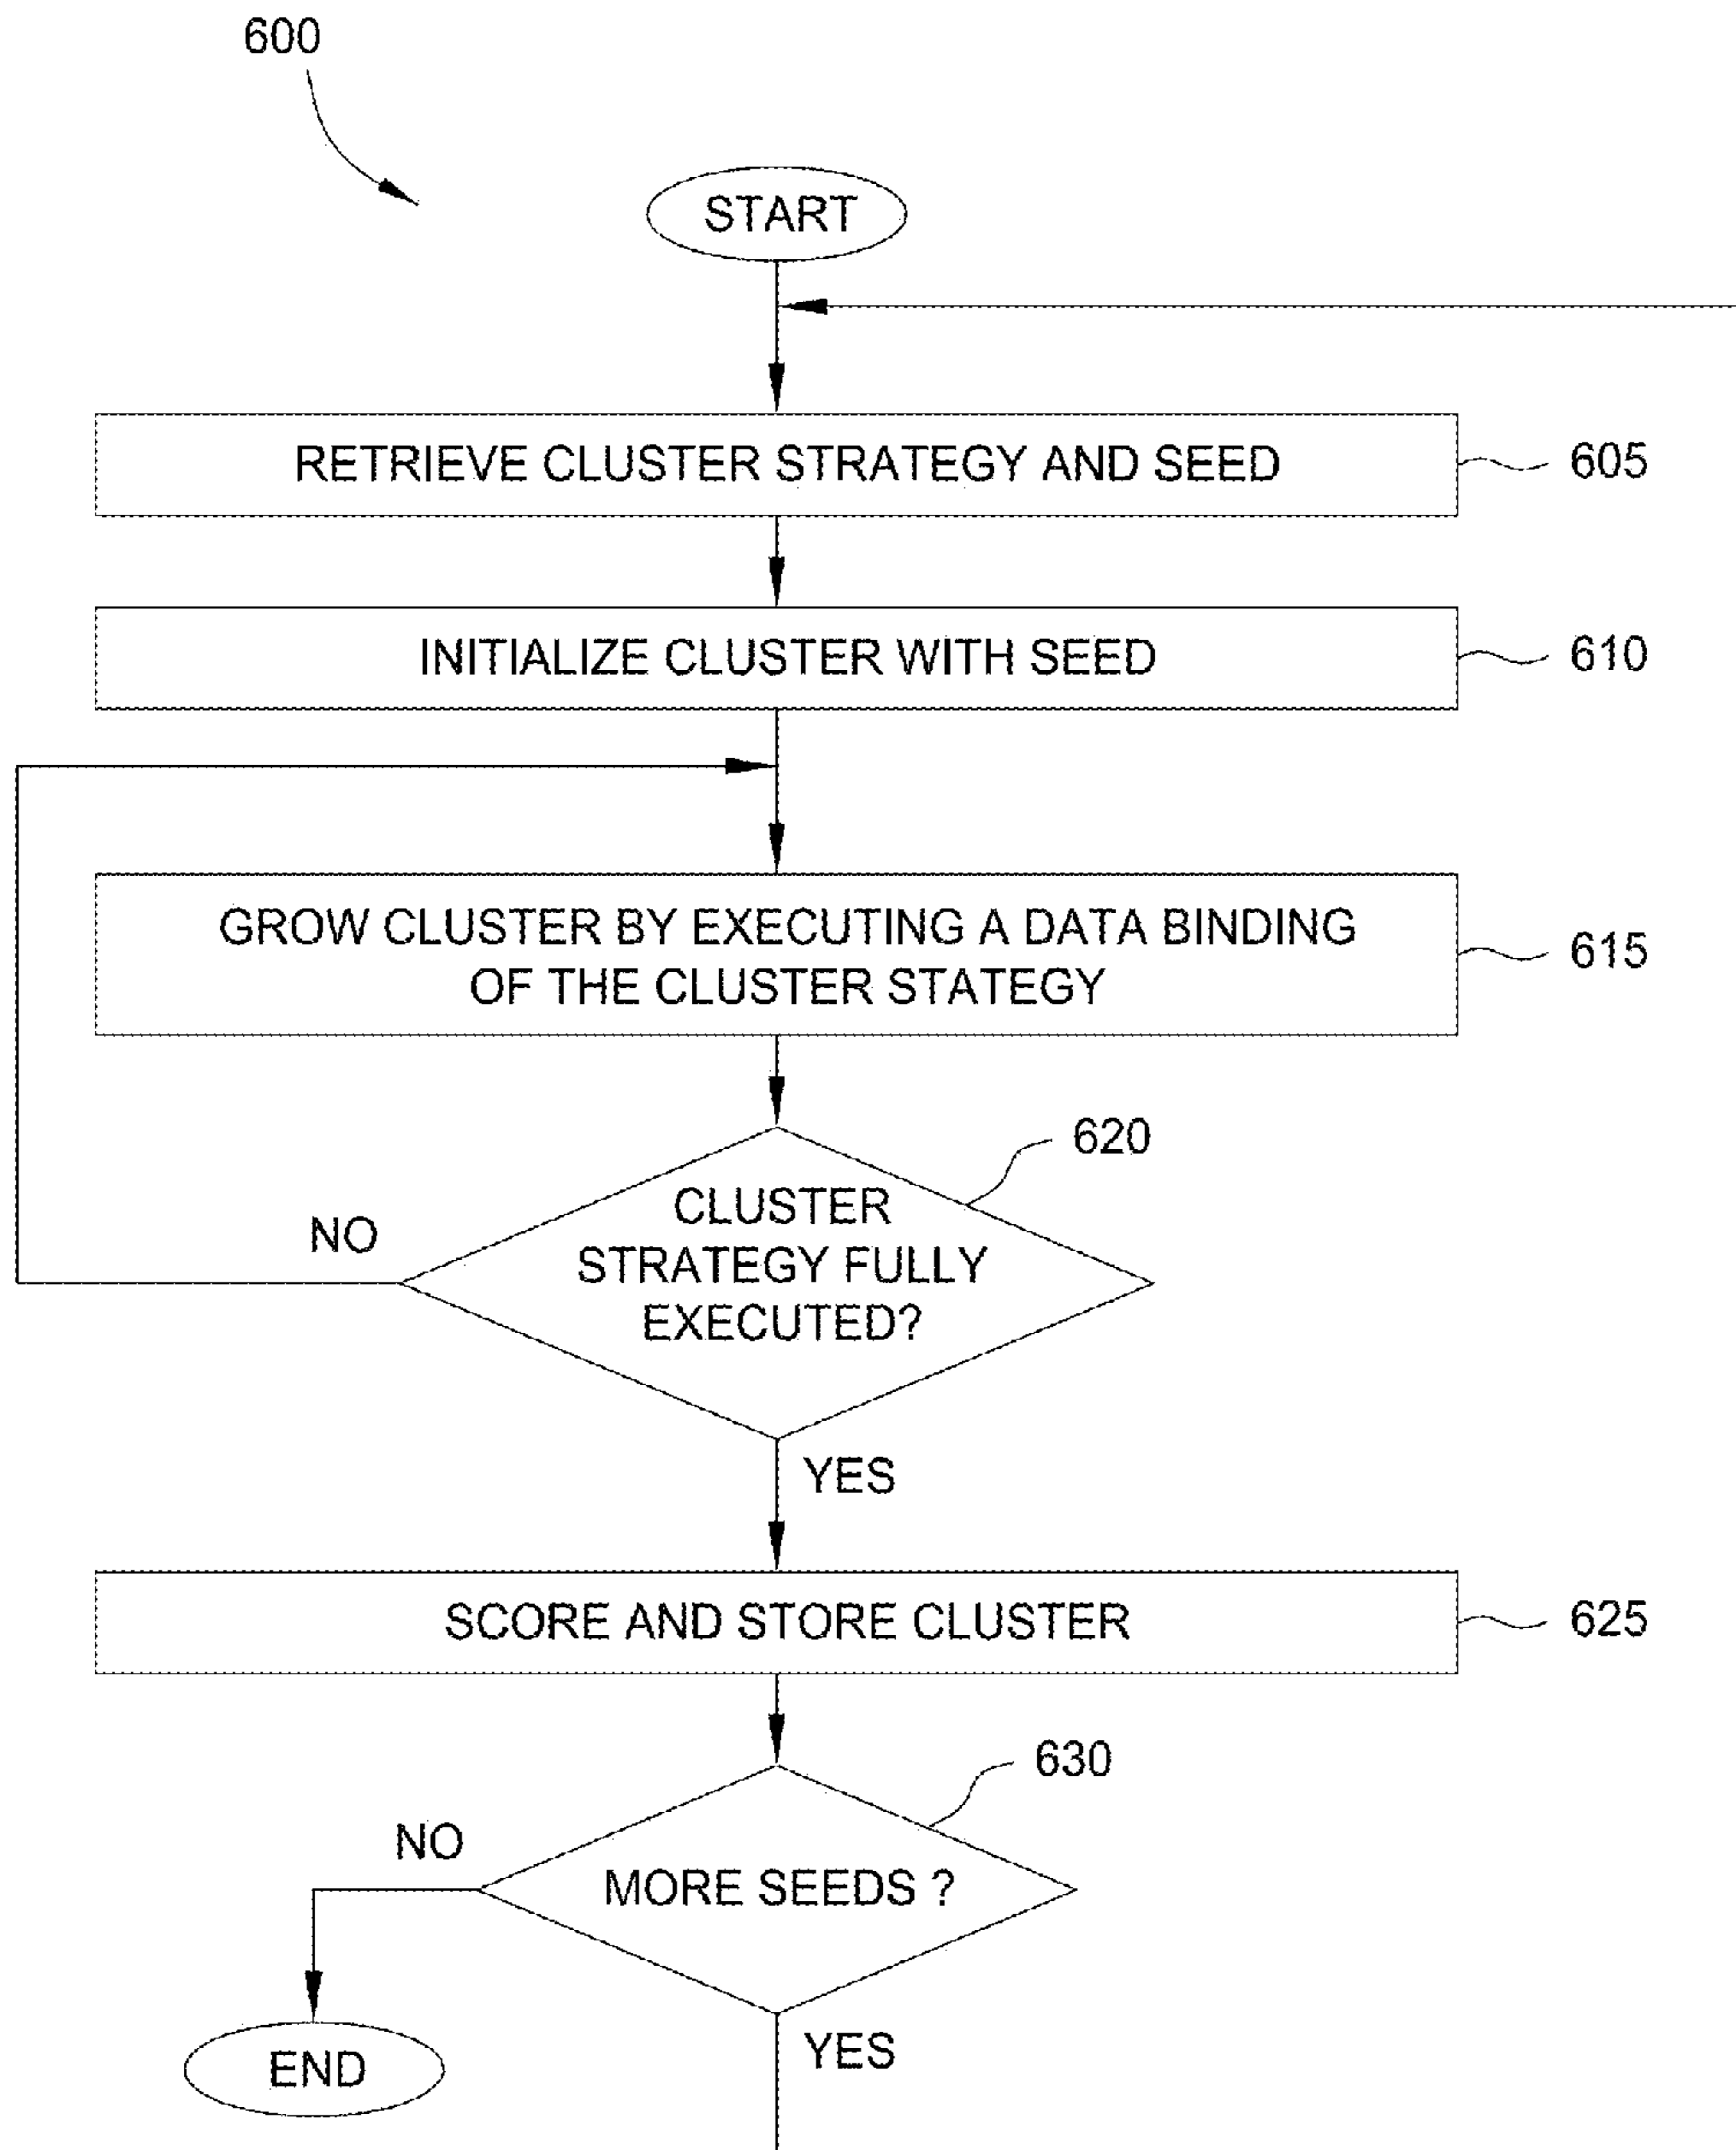 600
START
RETRIEVE CLUSTER STRATEGY AND SEED
605
INITIALIZE CLUSTER WITH SEED
610
GROW CLUSTER BY EXECUTING A DATA BINDING
OF THE CLUSTER STATEGY
615
620
CLUSTER
STRATEGY FULLY
EXECUTED?
NO
YES
SCORE AND STORE CLUSTER
625
630
NO
MORE SEEDS ?
YES
END